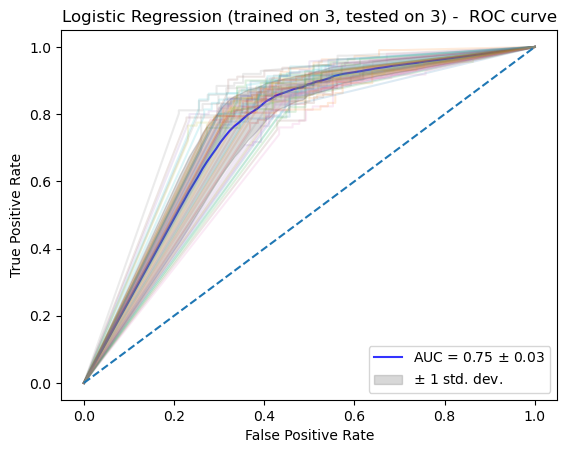 Logistic Regression (trained on 3, tested on 3) -  ROC curve
1.0
0.8
0.6
0.4
0.2
0.0
True Positive Rate
0.0 0.2 0.4 0.6 0.8 1.0
False Positive Rate
AUC = 0.75 ± 0.03
± 1 std. dev.